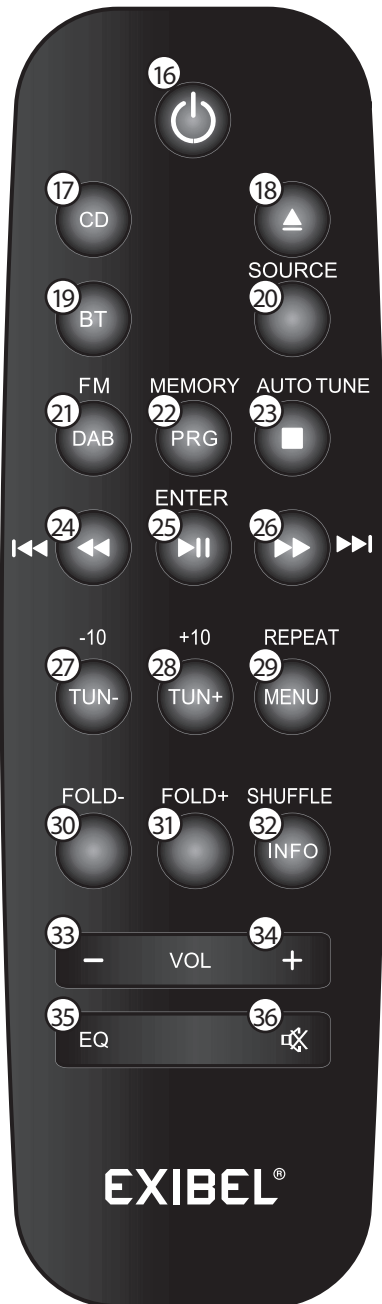 16
17 18
CD
SOURCE
19 20
BT
FM MEMORY AUTO TUNE
21 22 23
DAB PRG
ENTER
24 25 26
-10 +10 REPEAT
27 28 29
TUN- TUN+ MENU
FOLD- FOLD+ SHUFFLE
30 31 32
INFO
33 34
− VOL +
35 36
EQ
EXIBEL®